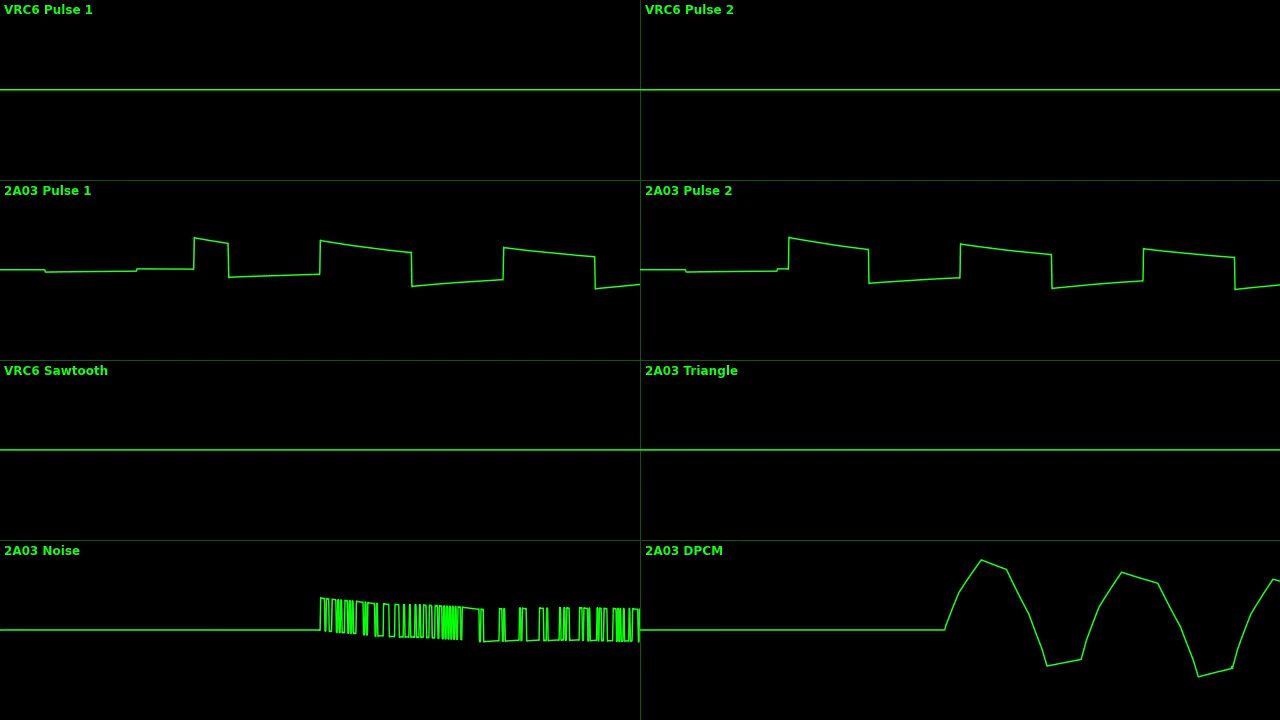 VRC6 Pulse 1
VRC6 Pulse 2
2A03 Pulse 1
2A03 Pulse 2
VRC6 Sawtooth
2A03 Triangle
2A03 Noise
2A03 DPCM